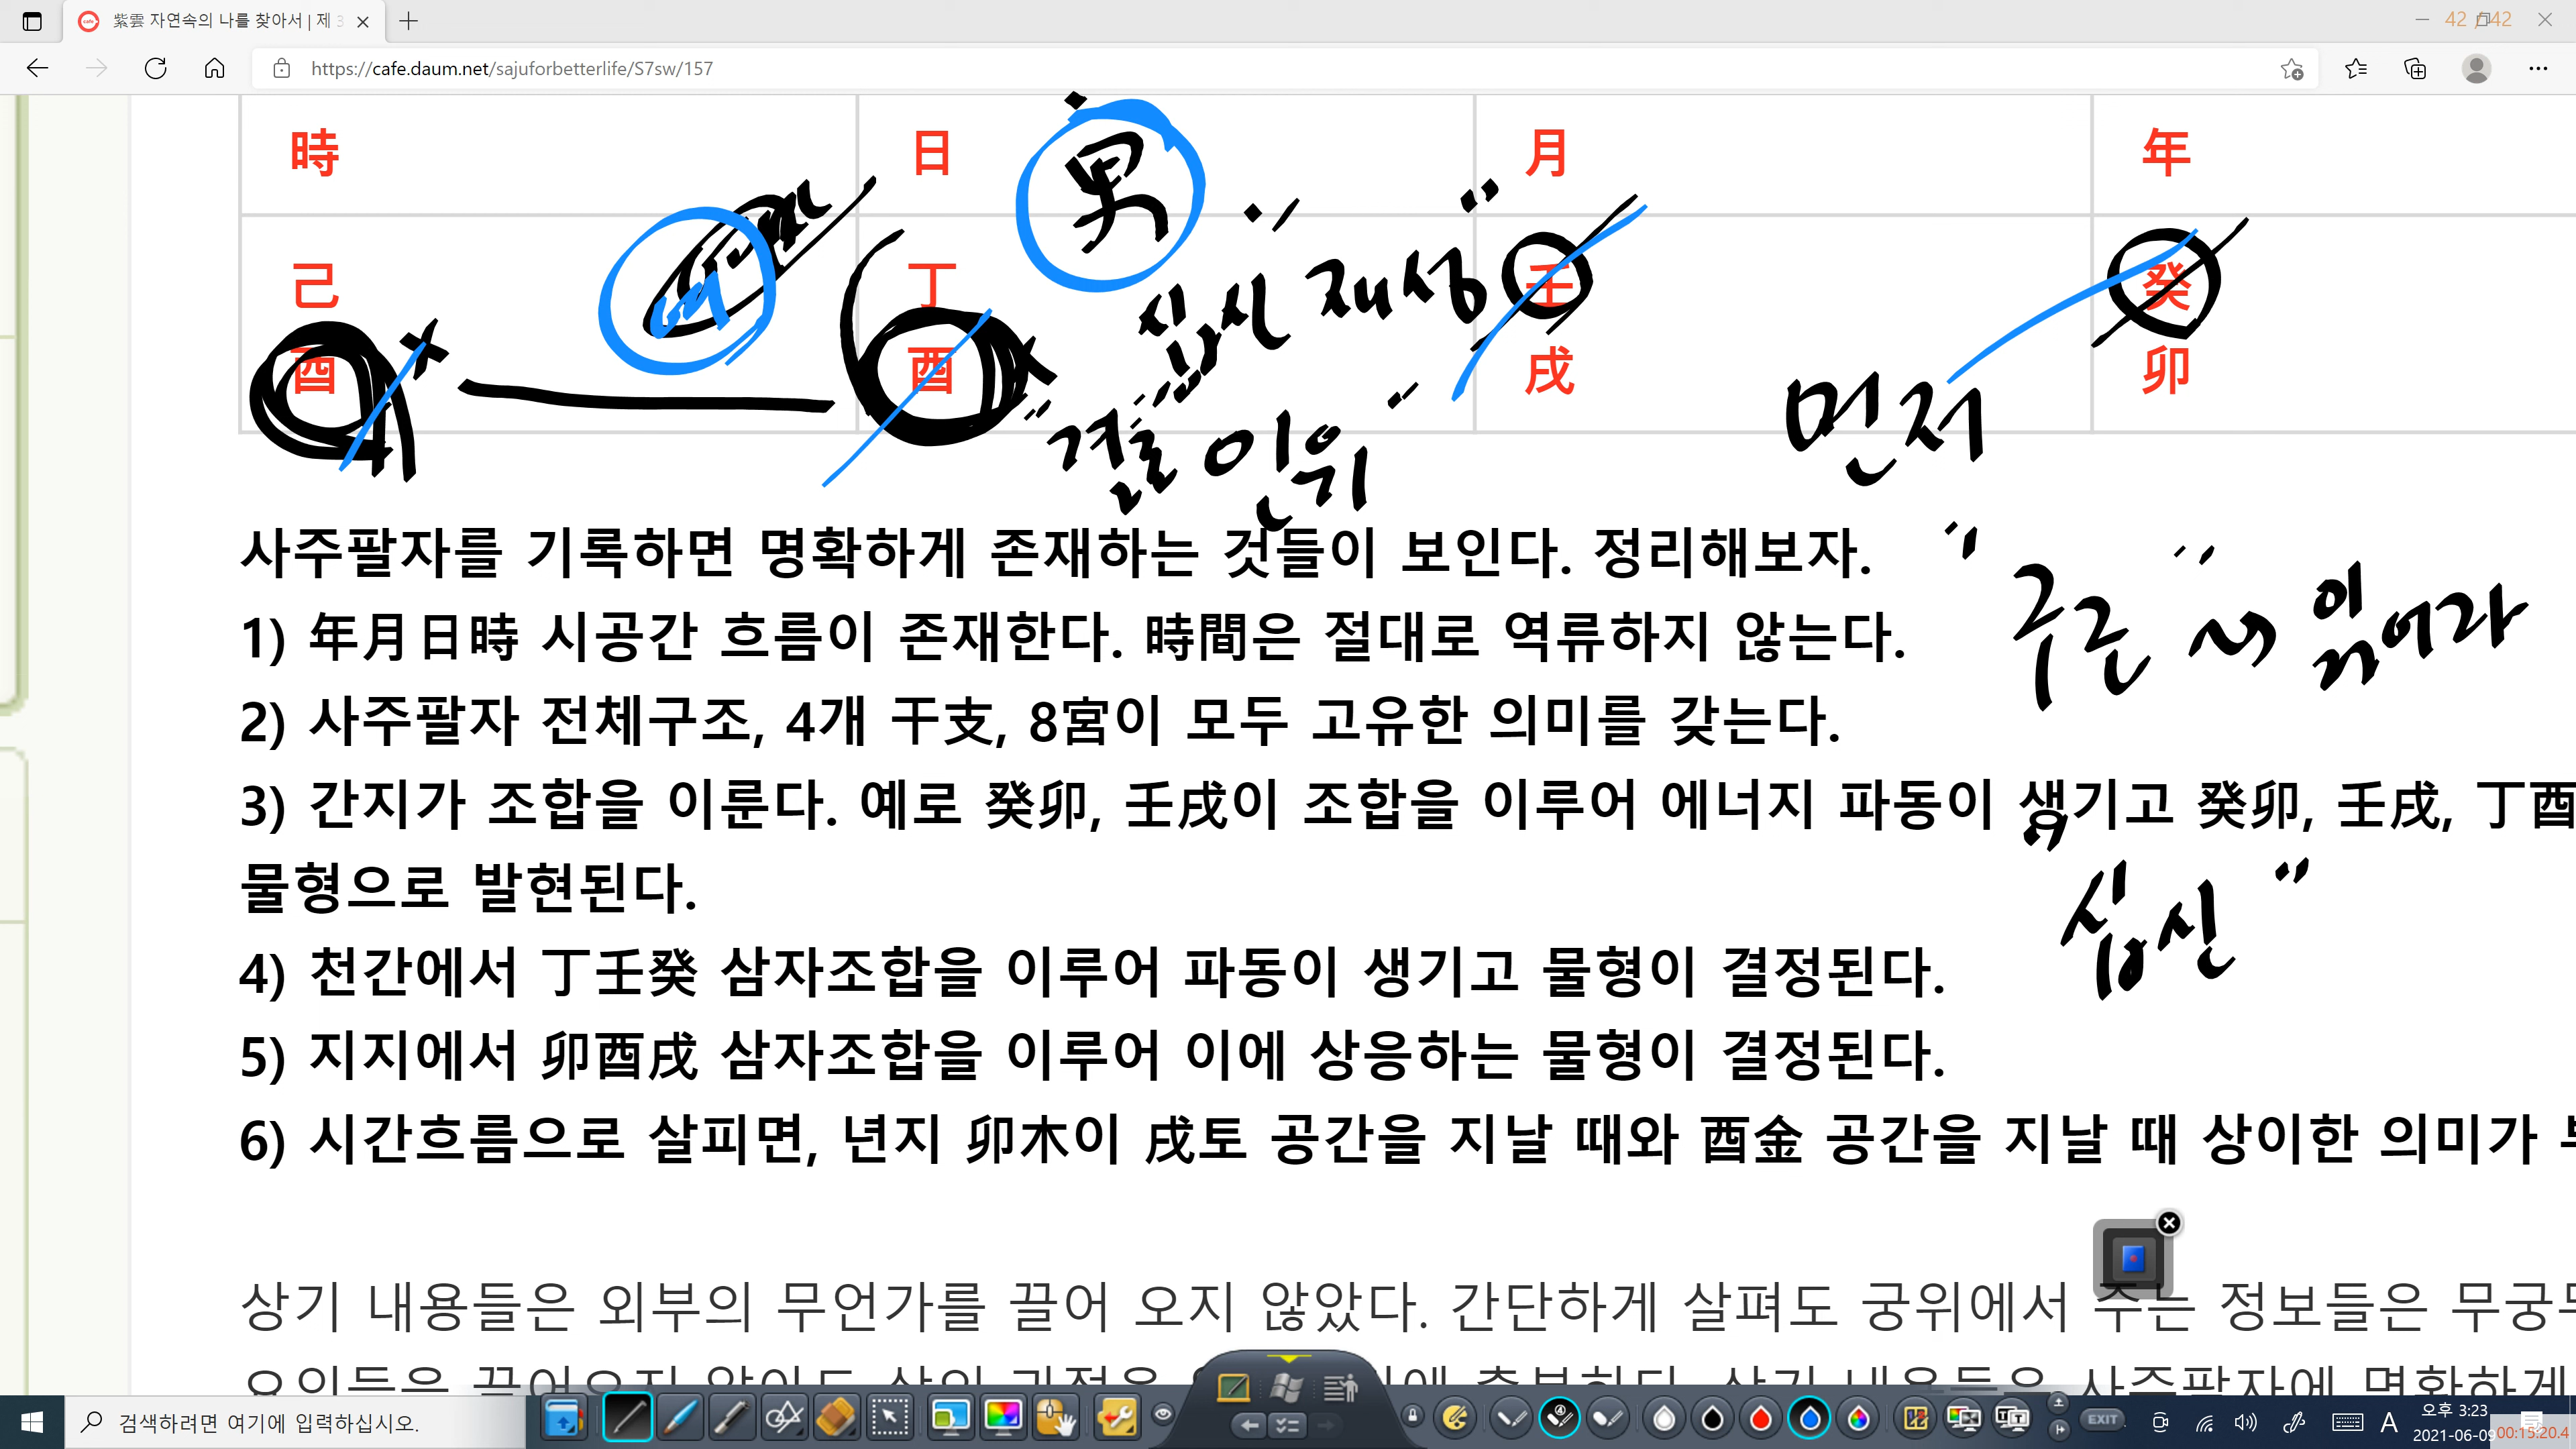 紫雲 자연속의 나를 찾아서 | 제 3
42 / 42
https://cafe.daum.net/sajuforbetterlife/S7sw/157
時 日 男 月 年
己 丁 십신 재성 壬 癸
酉 酉 戌 卯
겉 인위 먼저
사주팔자를 기록하면 명확하게 존재하는 것들이 보인다. 정리해보자.
1) 年月日時 시공간 흐름이 존재한다. 時間은 절대로 역류하지 않는다.
2) 사주팔자 전체구조, 4개 干支, 8宮이 모두 고유한 의미를 갖는다.
3) 간지가 조합을 이룬다. 예로 癸卯, 壬戌이 조합을 이루어 에너지 파동이 생기고 癸卯, 壬戌, 丁酉
물형으로 발현된다.
십신
4) 천간에서 丁壬癸 삼자조합을 이루어 파동이 생기고 물형이 결정된다.
5) 지지에서 卯酉戌 삼자조합을 이루어 이에 상응하는 물형이 결정된다.
6) 시간흐름으로 살피면, 년지 卯木이 戌토 공간을 지날 때와 酉金 공간을 지날 때 상이한 의미가
상기 내용들은 외부의 무언가를 끌어 오지 않았다. 간단하게 살펴도 궁위에서 주는 정보들은 무궁
검색하려면 여기에 입력하십시오.
EXIT
A
오후 3:23
2021-06-09
00:15:20.4